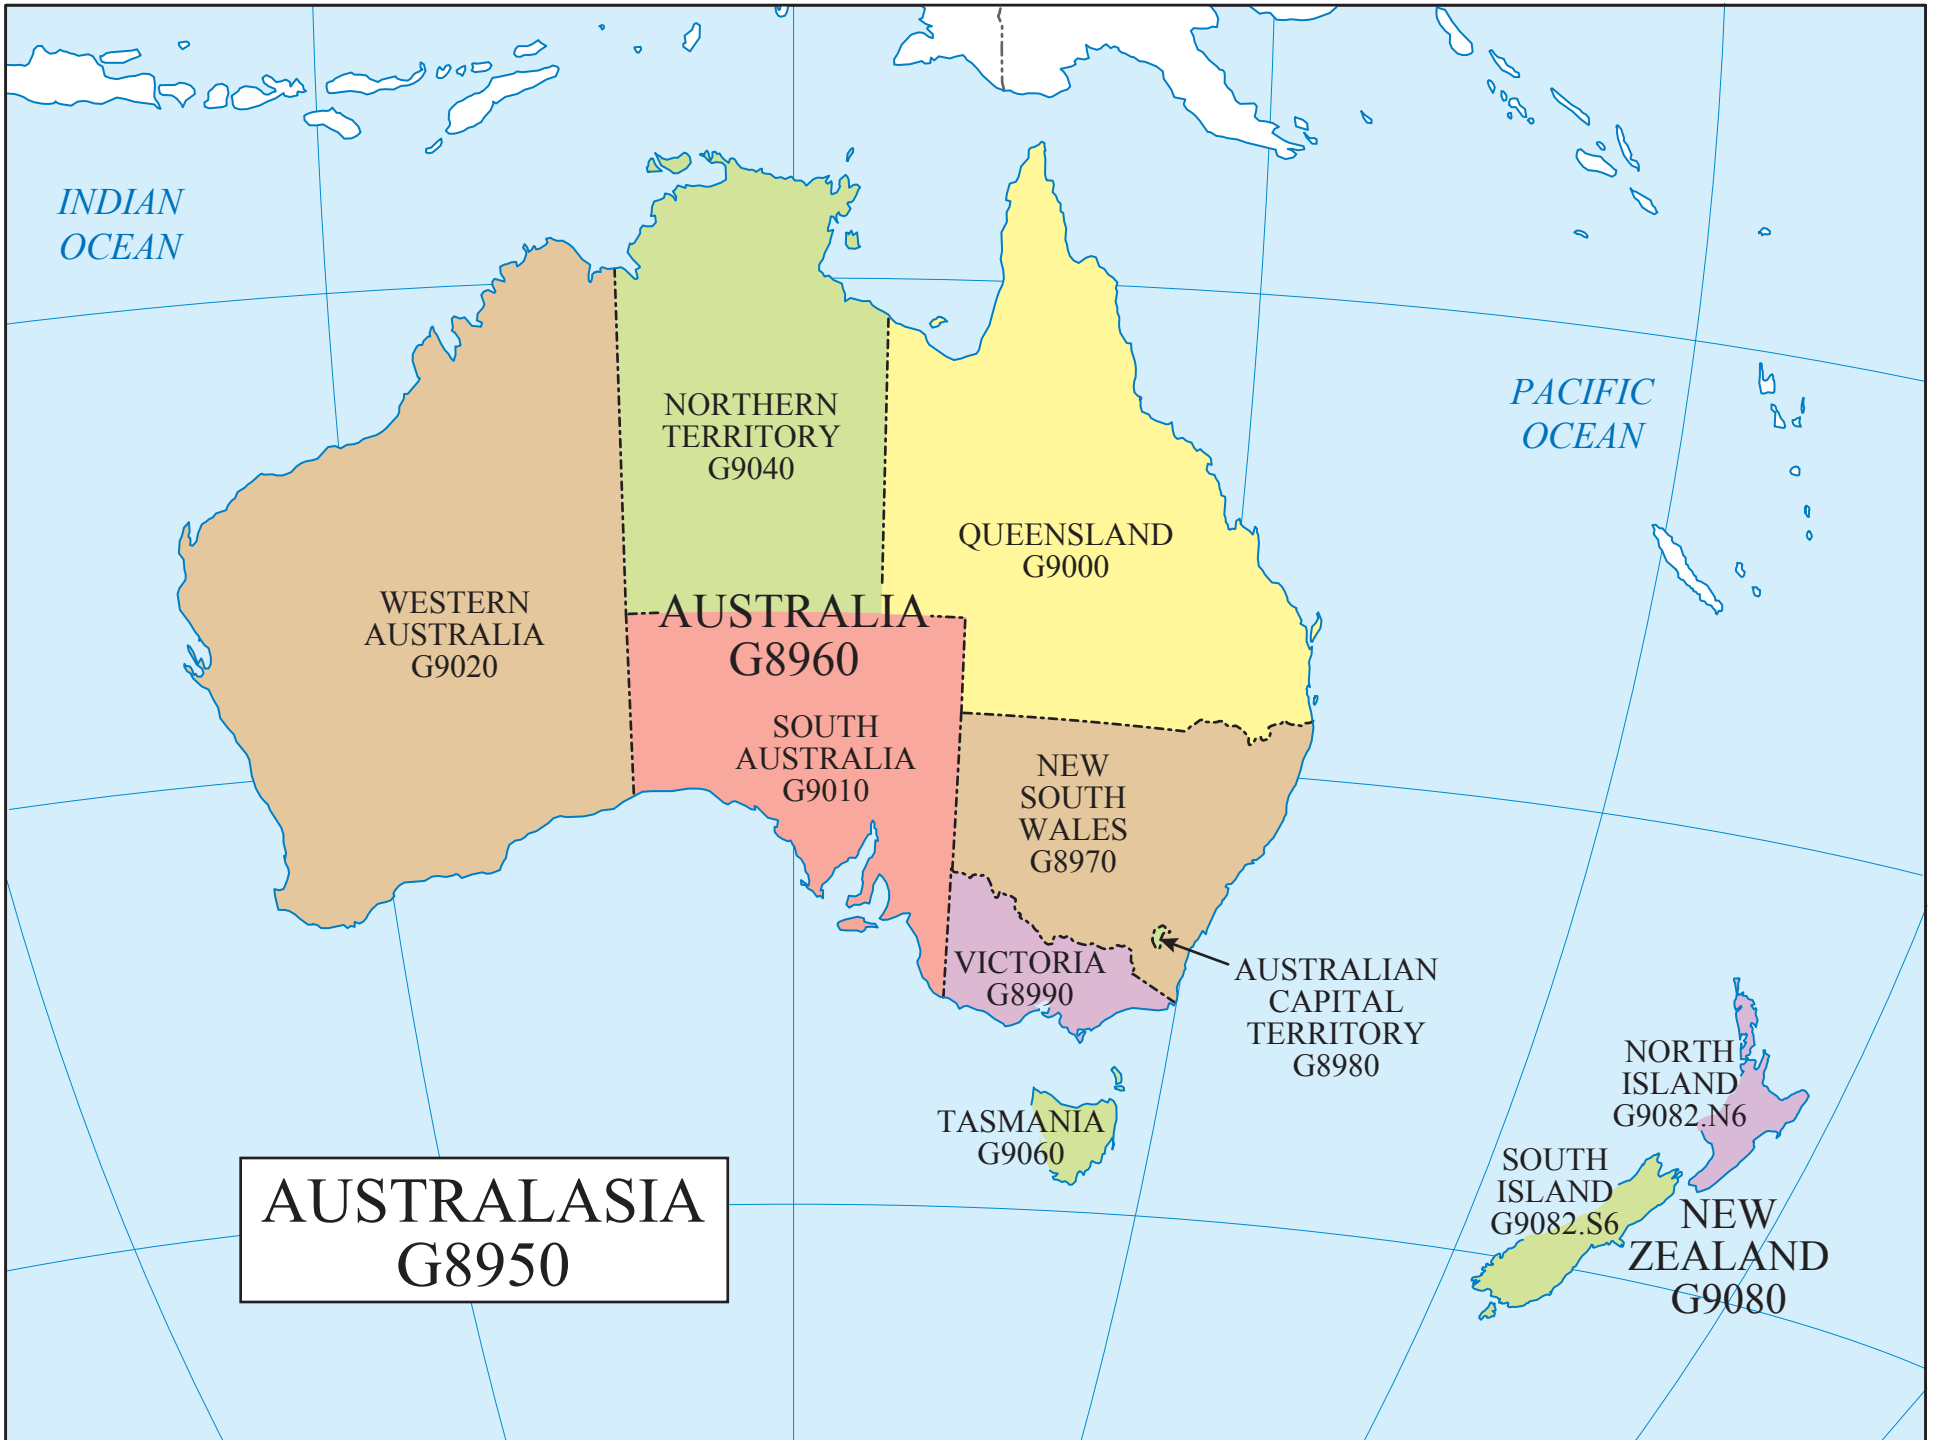 INDIAN
OCEAN
PACIFIC
OCEAN
NORTHERN
TERRITORY
G9040
QUEENSLAND
G9000
WESTERN
AUSTRALIA
G9020
AUSTRALIA
G8960
SOUTH
AUSTRALIA
G9010
NEW
SOUTH
WALES
G8970
VICTORIA
G8990
AUSTRALIAN
CAPITAL
TERRITORY
G8980
TASMANIA
G9060
NORTH
ISLAND
G9082.N6
SOUTH
ISLAND
G9082.S6
NEW
ZEALAND
G9080
AUSTRALASIA
G8950